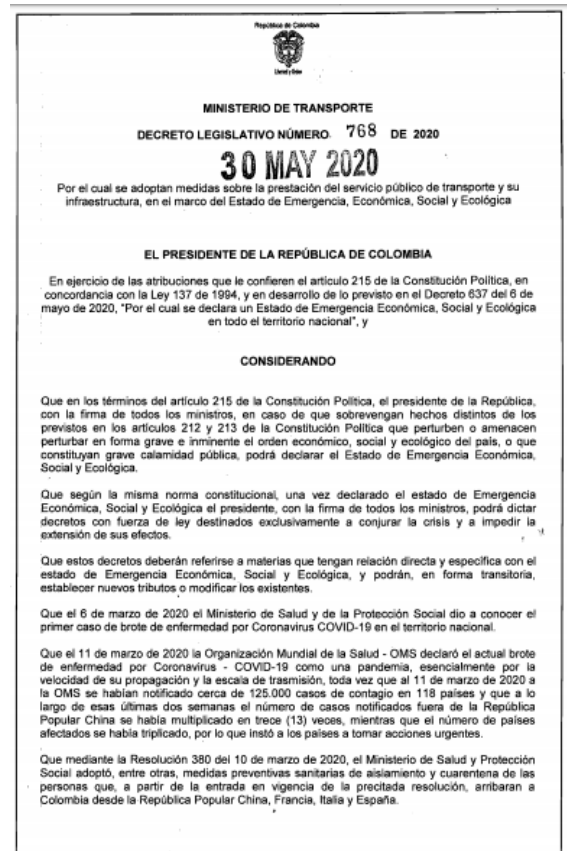 República de Colombia
Libertad y Orden
MINISTERIO DE TRANSPORTE
DECRETO LEGISLATIVO NÚMERO. 768 DE 2020
30 MAY 2020
Por el cual se adoptan medidas sobre la prestación del servicio público de transporte y su
infraestructura, en el marco del Estado de Emergencia, Económica, Social y Ecológica
EL PRESIDENTE DE LA REPÚBLICA DE COLOMBIA
En ejercicio de las atribuciones que le confieren el artículo 215 de la Constitución Política, en
concordancia con la Ley 137 de 1994, y en desarrollo de lo previsto en el Decreto 637 del 6 de
mayo de 2020, "Por el cual se declara un Estado de Emergencia Económica, Social y Ecológica
en todo el territorio nacional", y
CONSIDERANDO
Que en los términos del artículo 215 de la Constitución Política, el presidente de la República,
con la firma de todos los ministros, en caso de que sobrevengan hechos distintos de los
previstos en los artículos 212 y 213 de la Constitución Política que perturben o amenacen
perturbar en forma grave e inminente el orden económico, social y ecológico del país, o que
constituyan grave calamidad pública, podrá declarar el Estado de Emergencia Económica,
Social y Ecológica.
Que según la misma norma constitucional, una vez declarado el estado de Emergencia
Económica, Social y Ecológica el presidente, con la firma de todos los ministros, podrá dictar
decretos con fuerza de ley destinados exclusivamente a conjurar la crisis y a impedir la
extensión de sus efectos.
Que estos decretos deberán referirse a materias que tengan relación directa y específica con el
estado de Emergencia Económica, Social y Ecológica, y podrán, en forma transitoria,
establecer nuevos tributos o modificar los existentes.
Que el 6 de marzo de 2020 el Ministerio de Salud y de la Protección Social dio a conocer el
primer caso de brote de enfermedad por Coronavirus COVID-19 en el territorio nacional.
Que el 11 de marzo de 2020 la Organización Mundial de la Salud - OMS declaró el actual brote
de enfermedad por Coronavirus - COVID-19 como una pandemia, esencialmente por la
velocidad de su propagación y la escala de trasmisión, toda vez que al 11 de marzo de 2020 a
la OMS se habían notificado cerca de 125.000 casos de contagio en 118 países y que a lo
largo de esas últimas dos semanas el número de casos notificados fuera de la República
Popular China se había multiplicado en trece (13) veces, mientras que el número de países
afectados se había triplicado, por lo que instó a los países a tomar acciones urgentes.
Que mediante la Resolución 380 del 10 de marzo de 2020, el Ministerio de Salud y Protección
Social adoptó, entre otras, medidas preventivas sanitarias de aislamiento y cuarentena de las
personas que, a partir de la entrada en vigencia de la precitada resolución, arribaran a
Colombia desde la República Popular China, Francia, Italia y España.